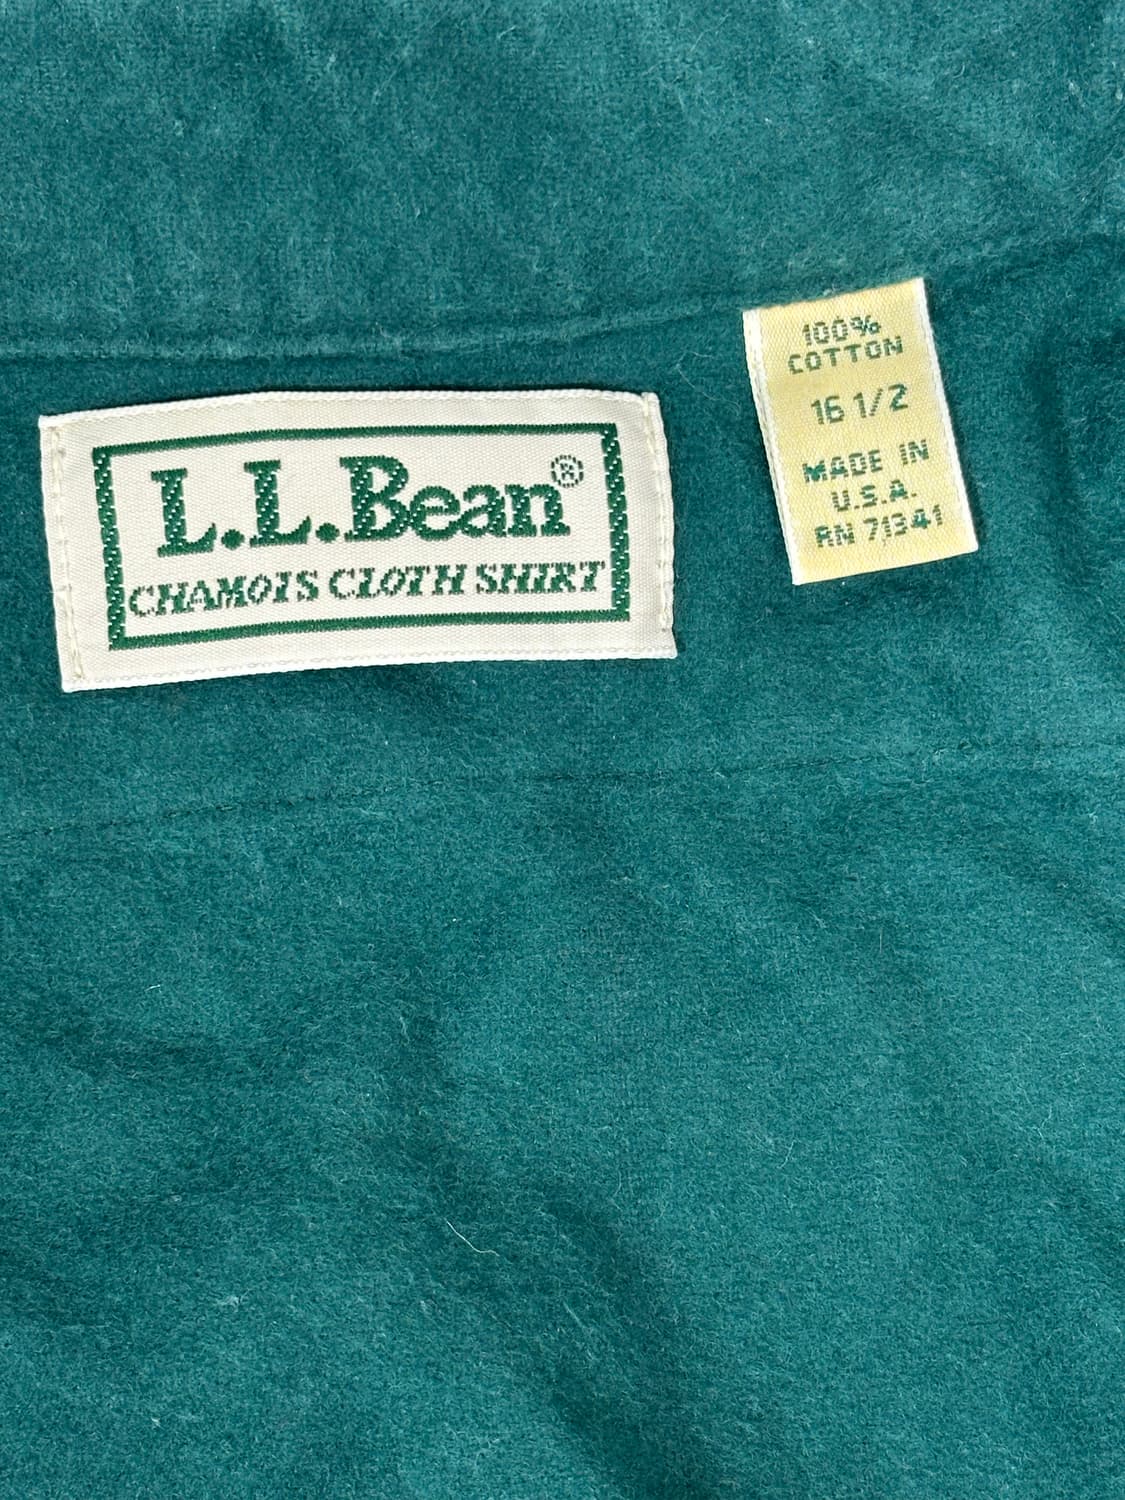 L.L.Bean®
CHAMOIS CLOTH SHIRT
100%
COTTON
16 1/2
MADE IN
U.S.A.
RN 71341